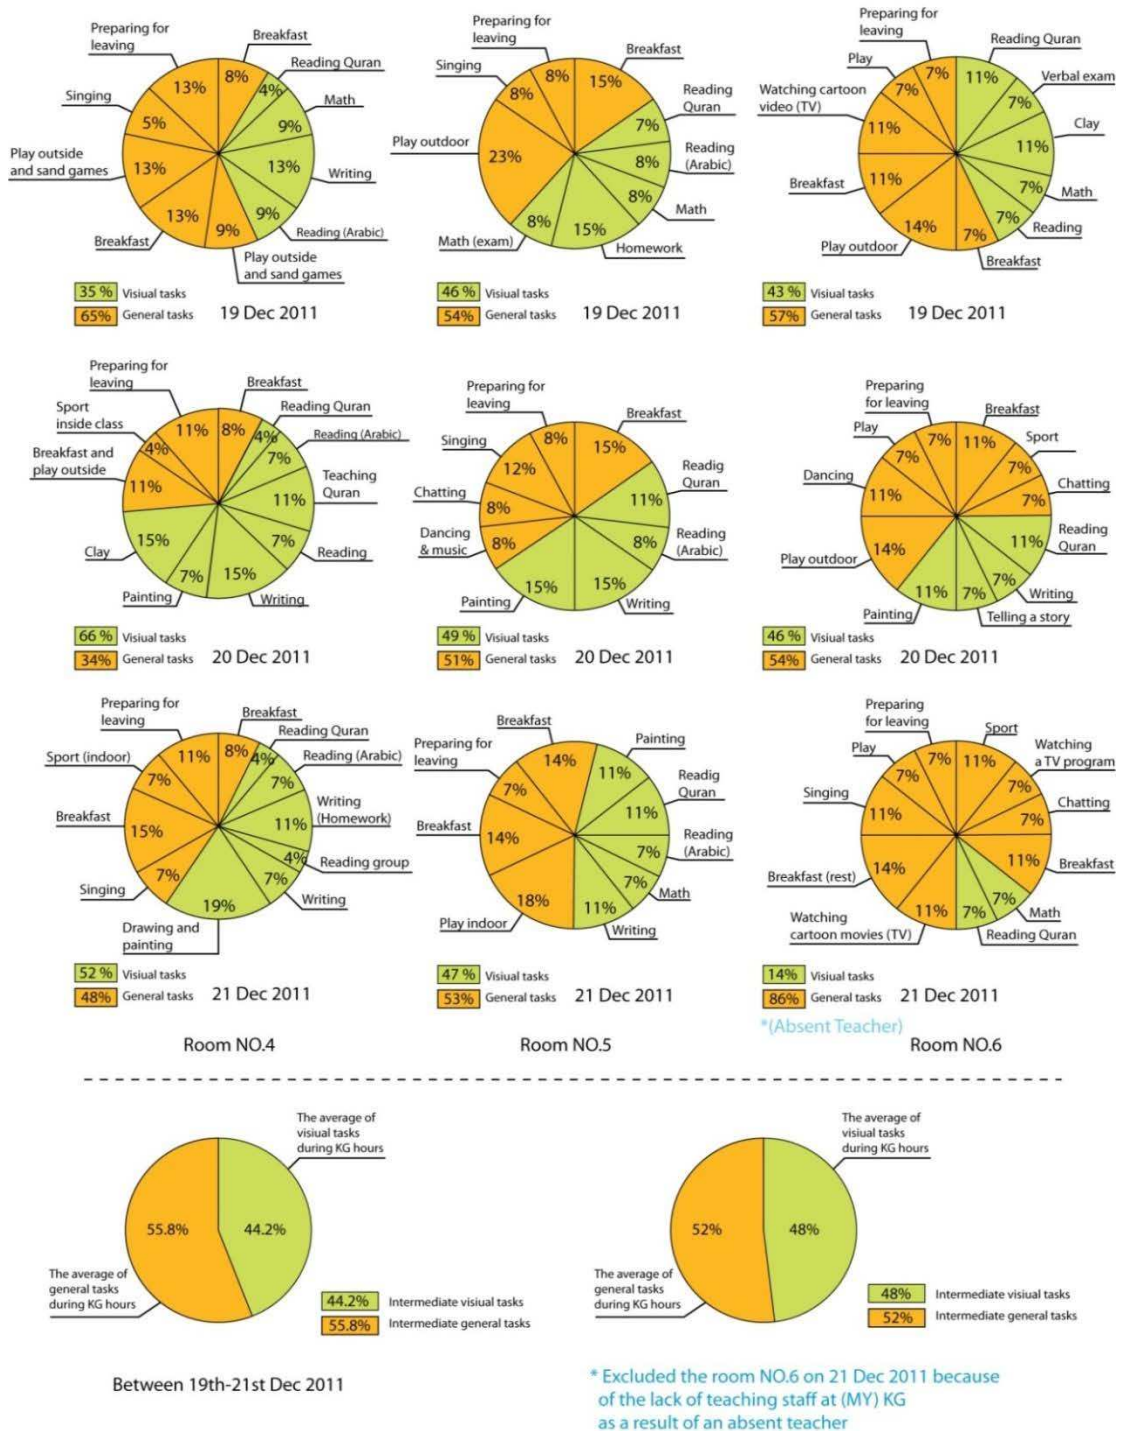 Preparing for
leaving
Breakfast
Reading Quran
Math
Writing
Reading (Arabic)
Play outside
and sand games
Breakfast
Play outside
and sand games
Singing
13%
8%
4%
9%
13%
9%
9%
13%
13%
5%
35 % Visiual tasks
65% General tasks
19 Dec 2011
Preparing for
leaving
Breakfast
Reading
Quran
Reading
(Arabic)
Math
Homework
Math (exam)
Play outdoor
Singing
8%
15%
7%
8%
8%
15%
8%
23%
8%
46 % Visiual tasks
54% General tasks
19 Dec 2011
Preparing for
leaving
Reading Quran
Verbal exam
Clay
Math
Reading
Breakfast
Play outdoor
Breakfast
Watching cartoon
video (TV)
Play
7%
11%
7%
11%
7%
7%
7%
14%
11%
11%
7%
43 % Visiual tasks
57% General tasks
19 Dec 2011
Preparing for
leaving
Breakfast
Reading Quran
Reading (Arabic)
Teaching
Quran
Reading
Writing
Painting
Clay
Breakfast and
play outside
Sport
inside class
11%
8%
4%
7%
11%
7%
15%
7%
15%
11%
4%
66 % Visiual tasks
34% General tasks
20 Dec 2011
Preparing for
leaving
Breakfast
Readig
Quran
Reading
(Arabic)
Writing
Painting
Dancing
& music
Chatting
Singing
8%
15%
11%
8%
15%
15%
8%
8%
12%
49 % Visiual tasks
51% General tasks
20 Dec 2011
Preparing
for leaving
Breakfast
Sport
Chatting
Reading
Quran
Writing
Telling a story
Painting
Play outdoor
Dancing
Play
7%
11%
7%
7%
11%
7%
7%
11%
14%
11%
7%
46 % Visiual tasks
54% General tasks
20 Dec 2011
Preparing for
leaving
Breakfast
Reading Quran
Reading (Arabic)
Writing
(Homework)
Reading group
Writing
Drawing and
painting
Singing
Breakfast
Sport (indoor)
11%
8%
4%
7%
11%
4%
7%
19%
7%
15%
7%
52 % Visiual tasks
48% General tasks
21 Dec 2011
Room NO.4
Breakfast
Painting
Readig
Quran
Reading
(Arabic)
Math
Writing
Play indoor
Breakfast
Preparing for
leaving
14%
11%
11%
7%
7%
11%
18%
14%
7%
47 % Visiual tasks
53% General tasks
21 Dec 2011
Room NO.5
Preparing
for leaving
Sport
Watching
a TV program
Chatting
Breakfast
Math
Reading Quran
Watching
cartoon movies (TV)
Breakfast (rest)
Singing
Play
7%
11%
7%
7%
11%
7%
7%
11%
14%
11%
7%
14% Visiual tasks
86% General tasks
21 Dec 2011
*(Absent Teacher)
Room NO.6
The average of
visiual tasks
during KG hours
55.8%
44.2%
The average of
general tasks
during KG hours
44.2% Intermediate visiual tasks
55.8% Intermediate general tasks
Between 19th-21st Dec 2011
The average of
visiual tasks
during KG hours
52%
48%
The average of
general tasks
during KG hours
48% Intermediate visiual tasks
52% Intermediate general tasks
* Excluded the room NO.6 on 21 Dec 2011 because
of the lack of teaching staff at (MY) KG
as a result of an absent teacher